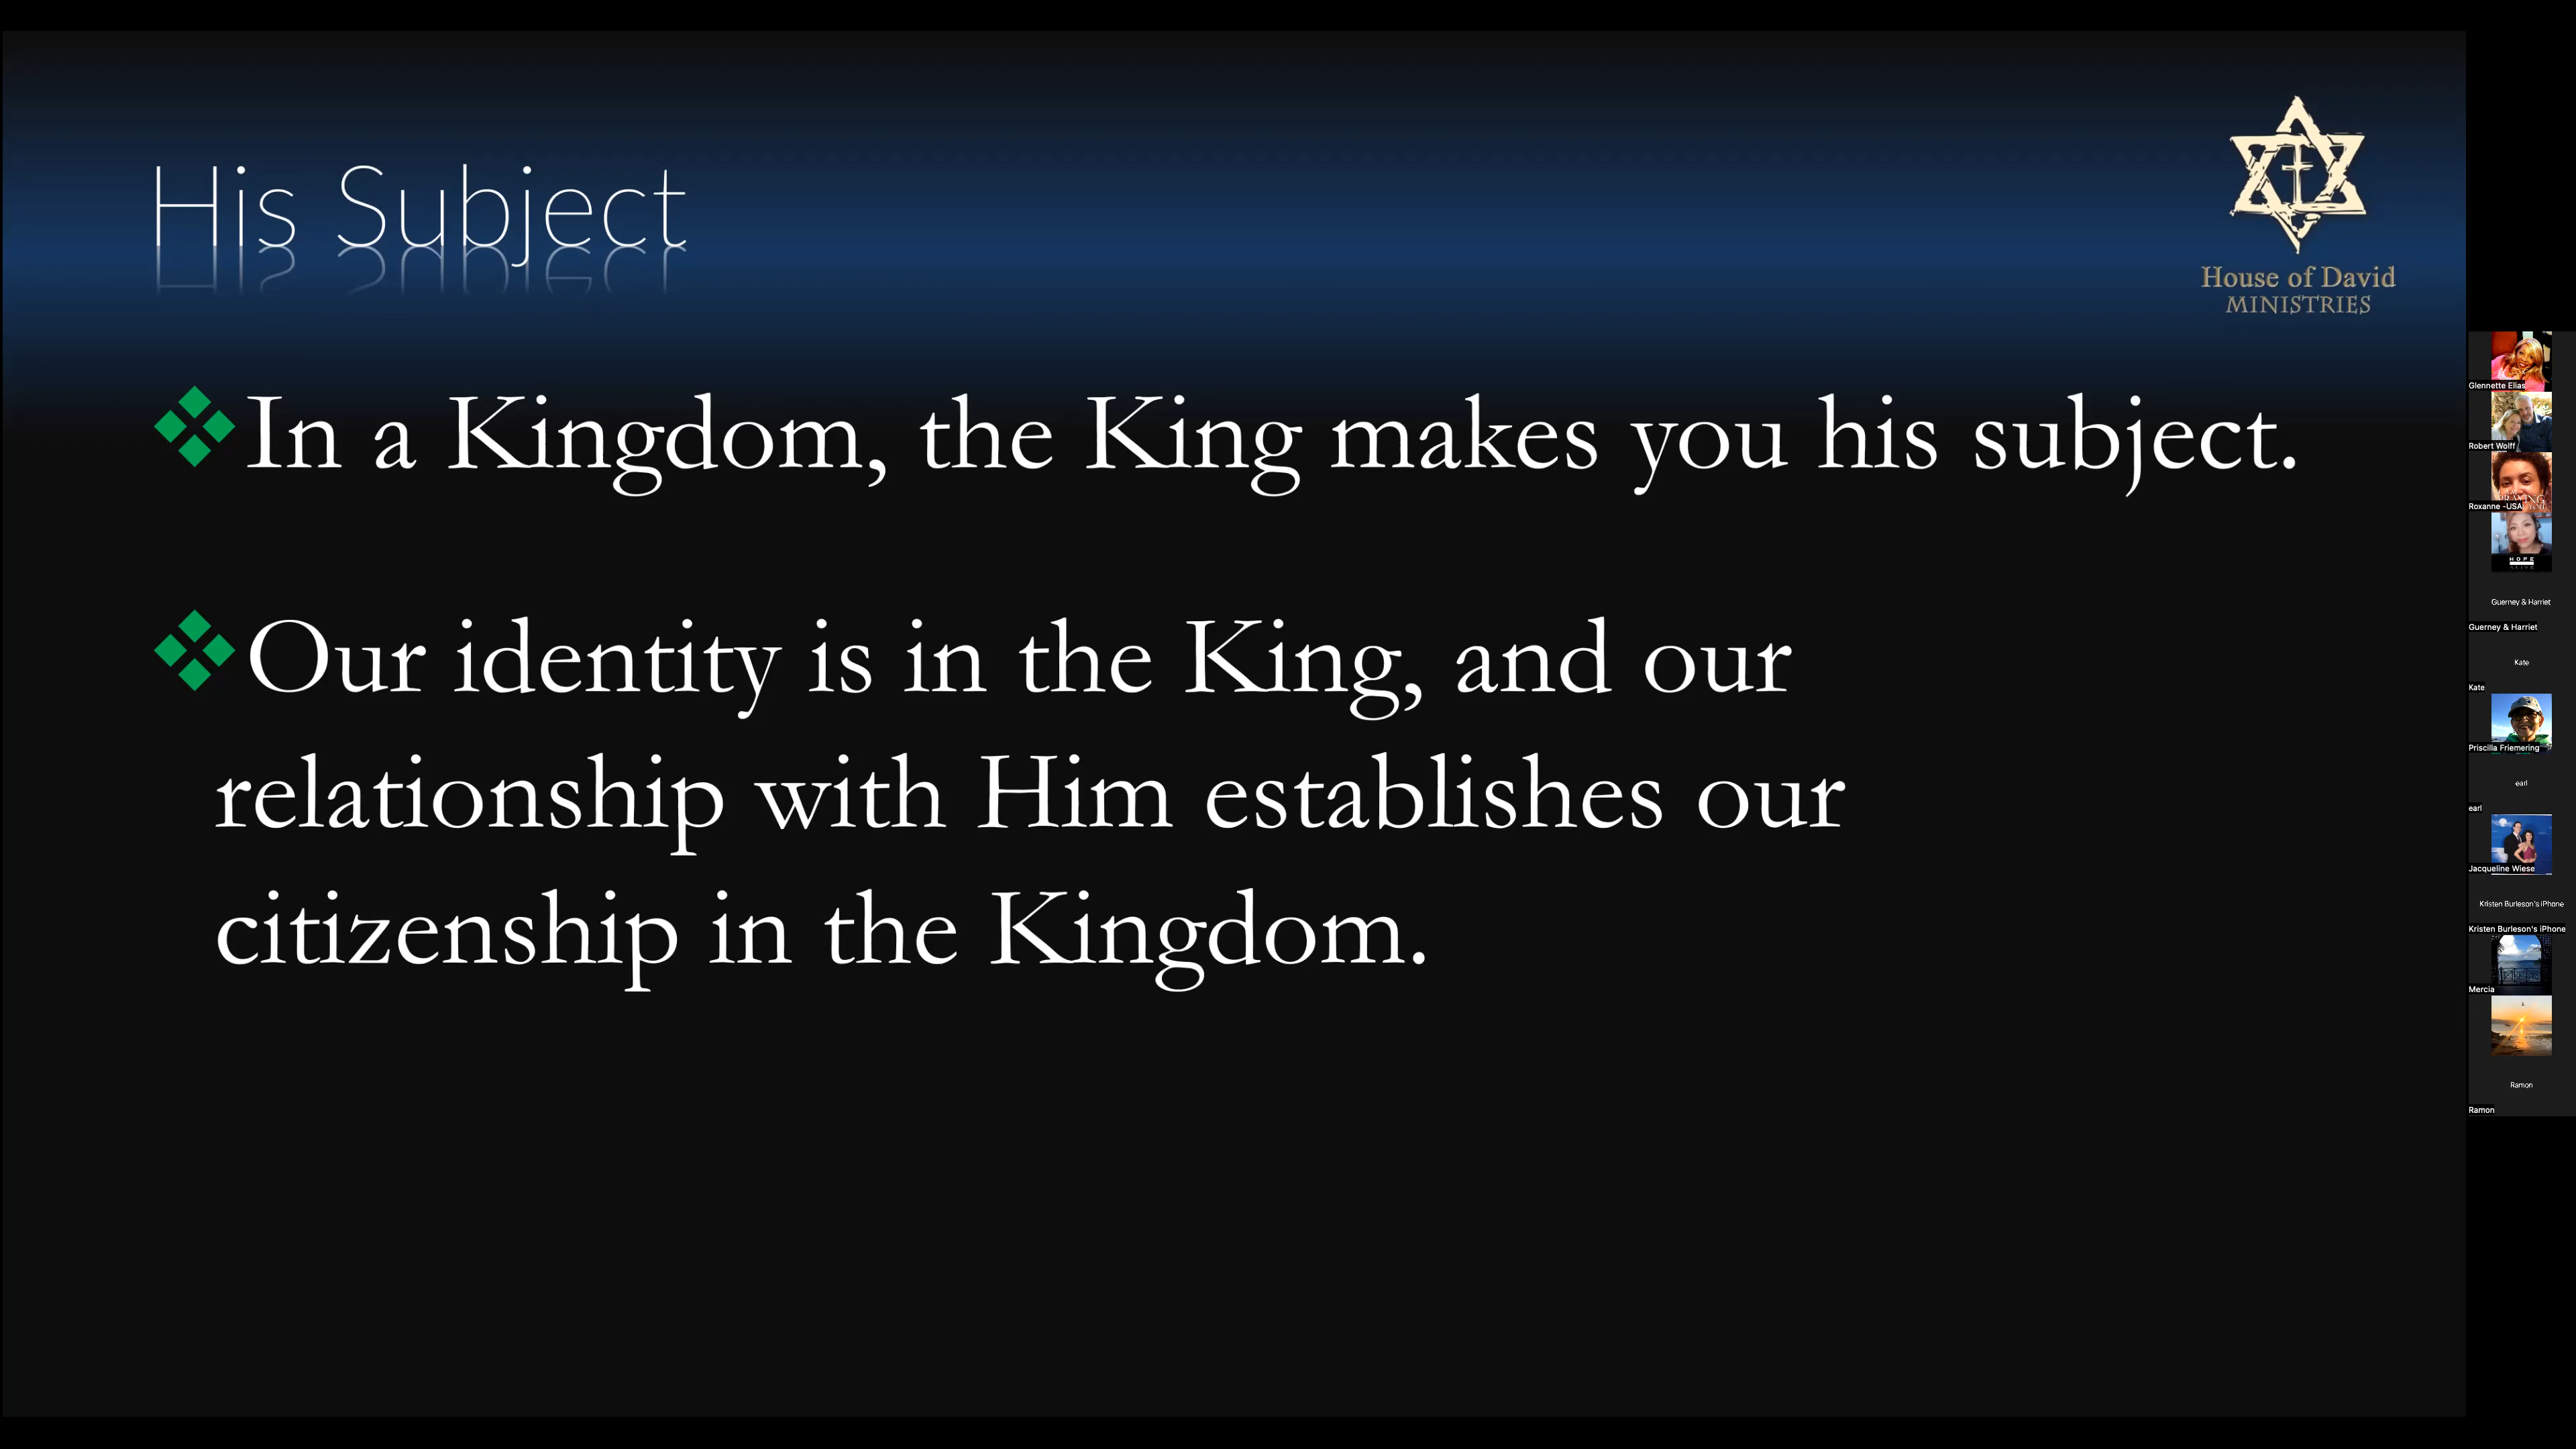 His Subject
House of David
MINISTRIES
In a Kingdom, the King makes you his subject.
Our identity is in the King, and our
relationship with Him establishes our
citizenship in the Kingdom.
Glennette Elias
Robert Wolff
PRAYING
Roxanne -USA
HOPE
Guerney & Harriet
Guerney & Harriet
Kate
Kate
Priscilla Friemering
earl
earl
Jacqueline Wiese
Kristen Burleson's iPhone
Kristen Burleson's iPhone
Mercia
Ramon
Ramon